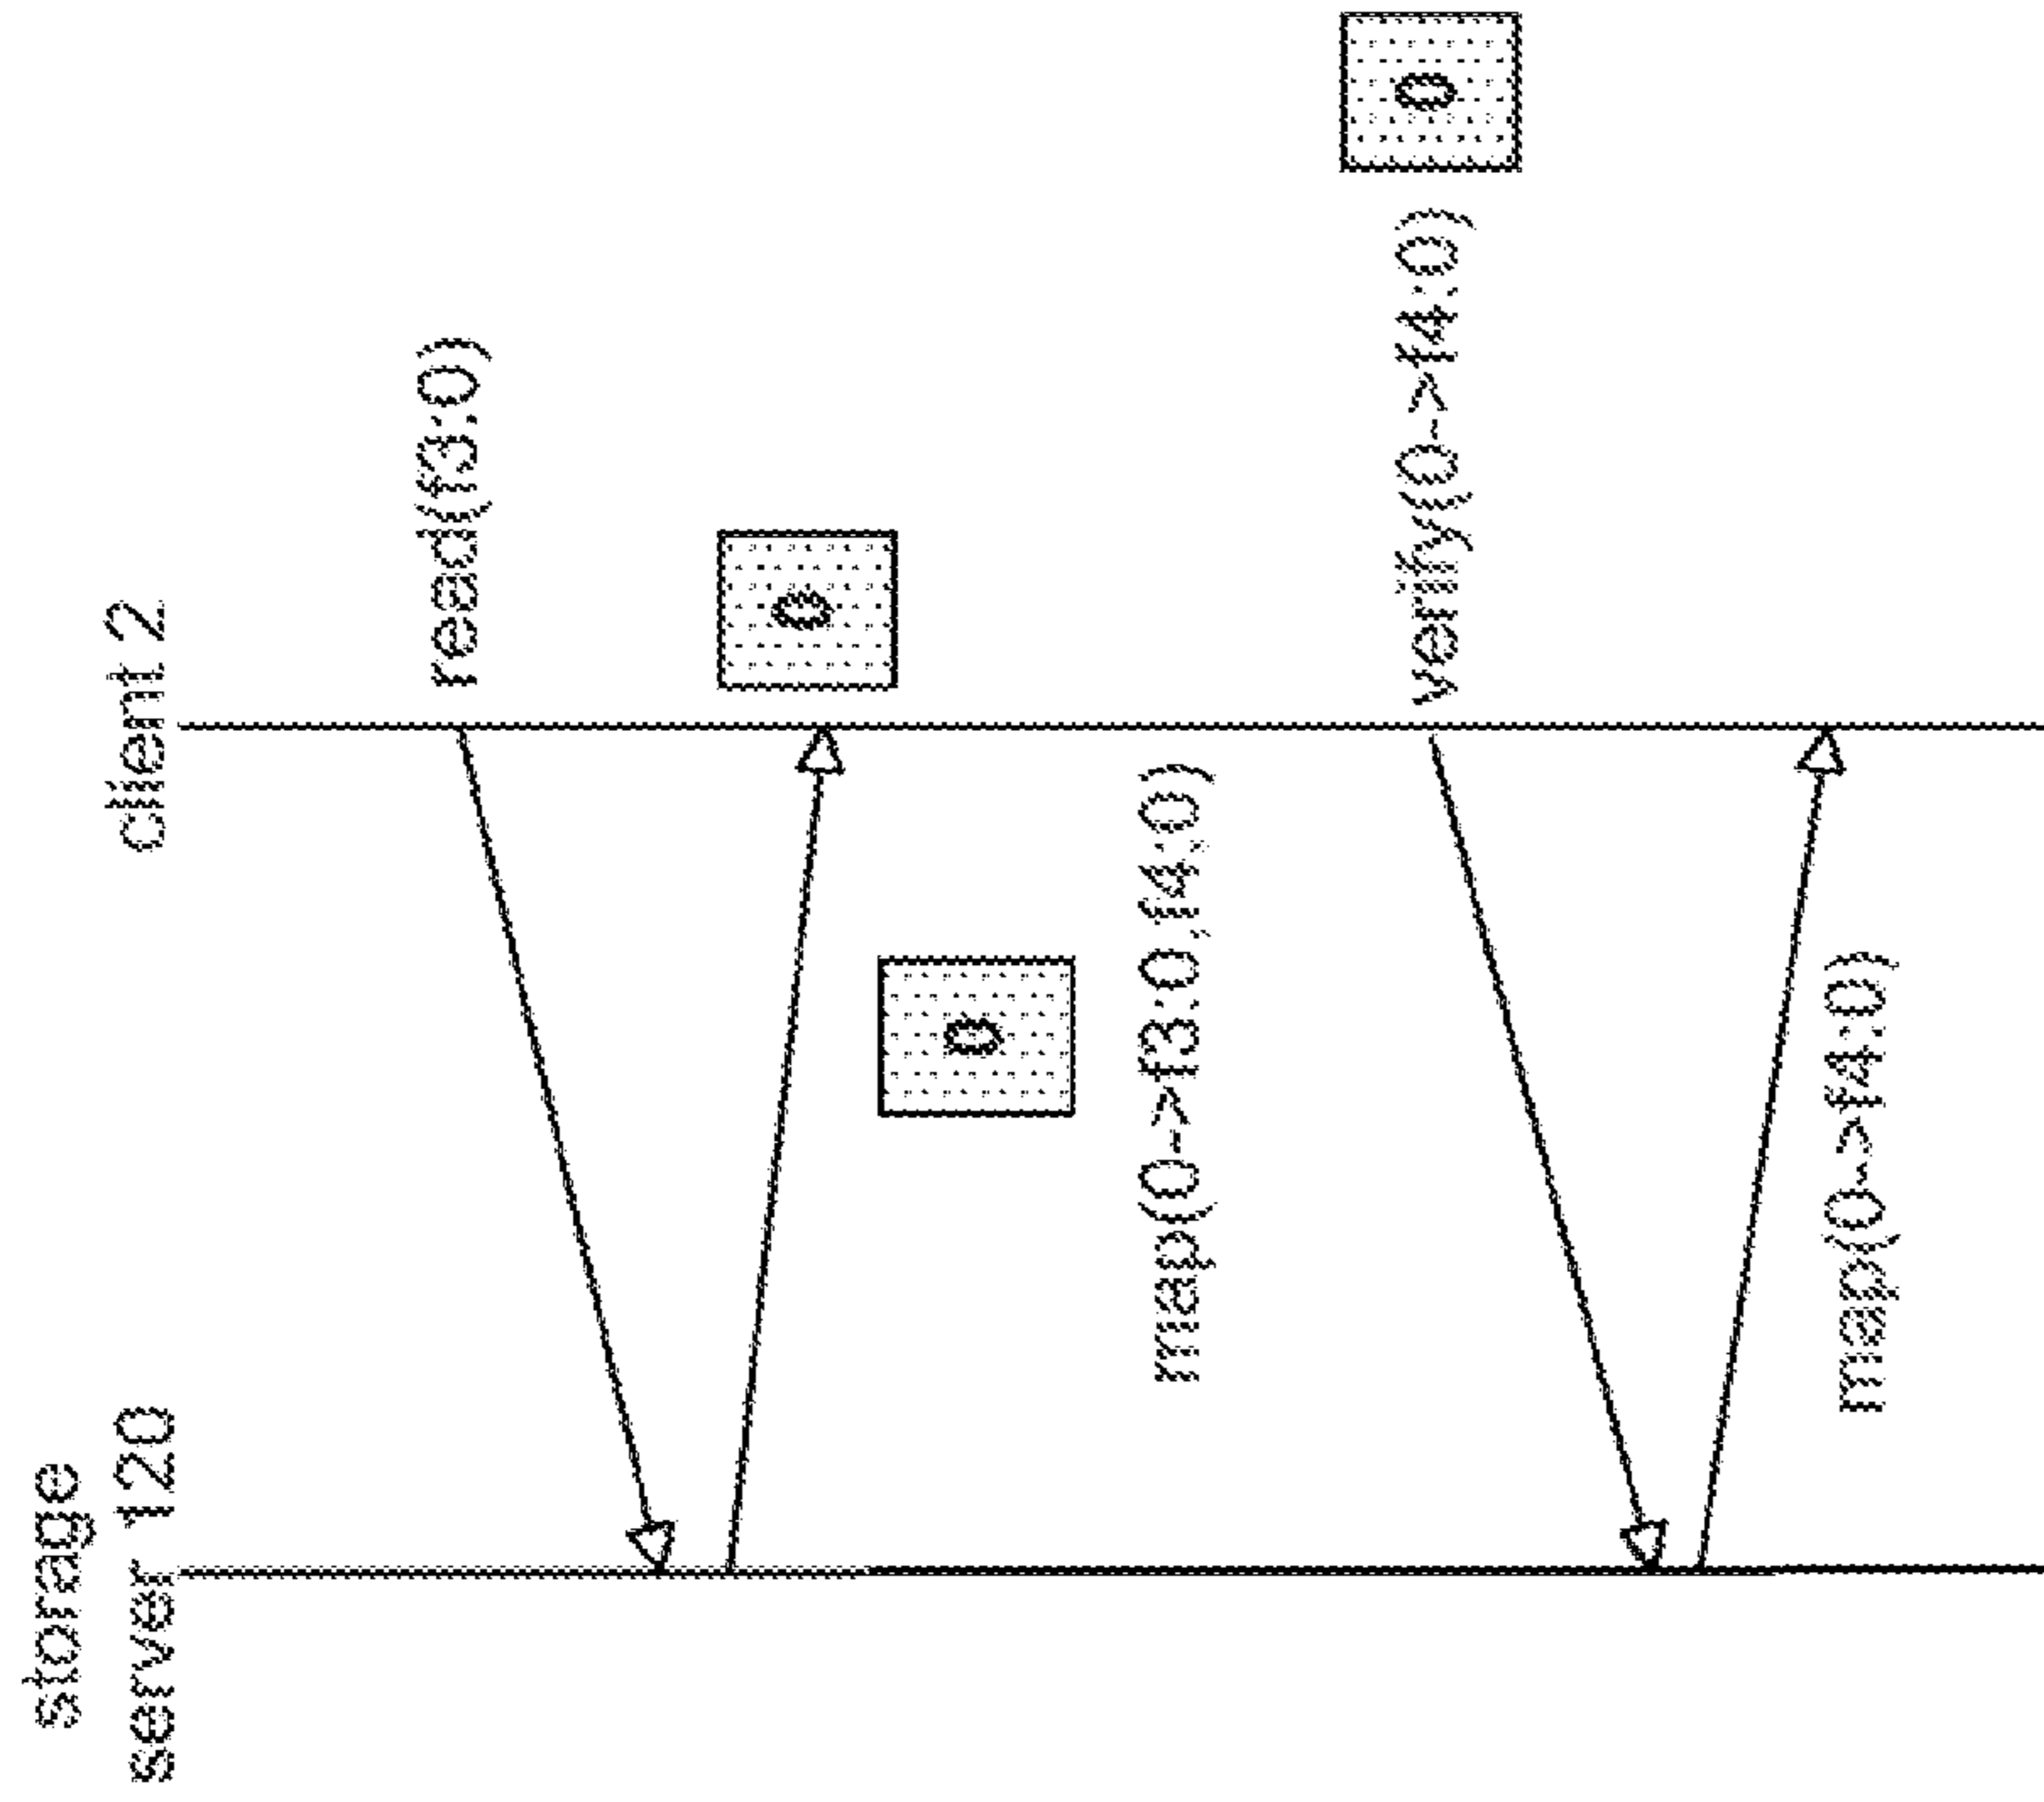 storage
server 120
client 2
read(f3:0)
0
0
map(0->f3:0,f4:0)
verify(0->f4:0)
0
map(0->f4:0)